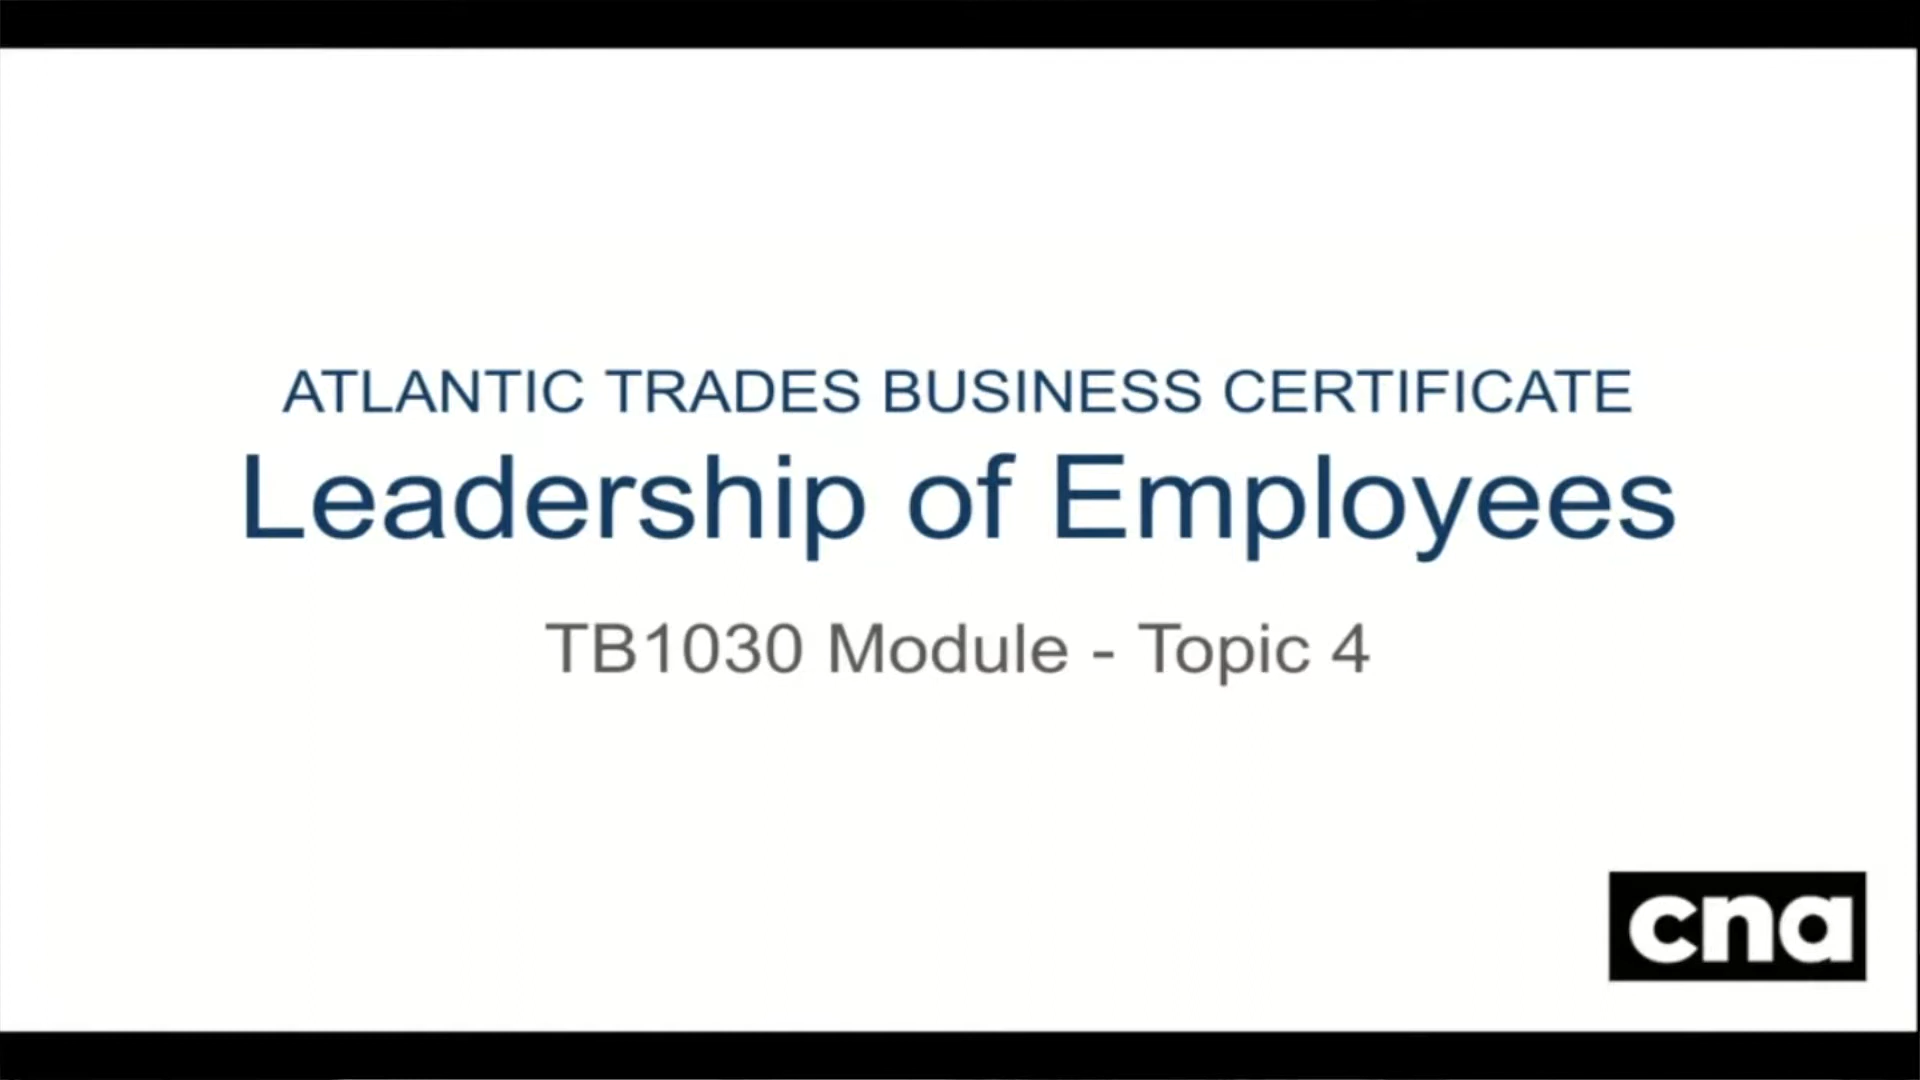 ATLANTIC TRADES BUSINESS CERTIFICATE
Leadership of Employees
TB1030 Module - Topic 4
cna